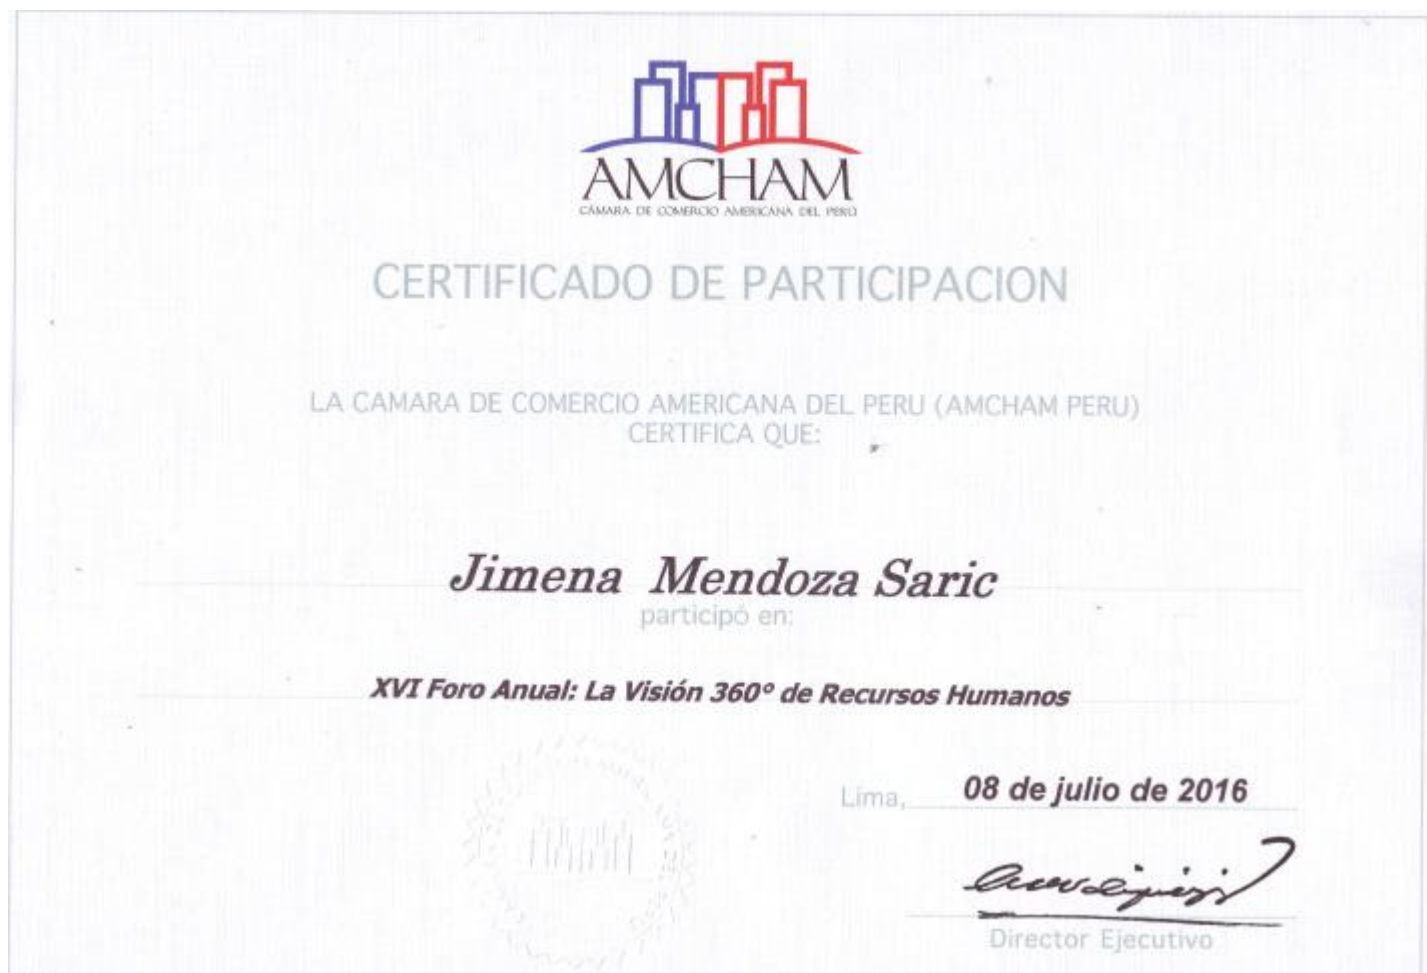 AMCHAM
CÁMARA DE COMERCIO AMERICANA DEL PERÚ
CERTIFICADO DE PARTICIPACION
LA CAMARA DE COMERCIO AMERICANA DEL PERU (AMCHAM PERU)
CERTIFICA QUE:
Jimena Mendoza Saric
participó en:
XVI Foro Anual: La Visión 360º de Recursos Humanos
Lima, 08 de julio de 2016
Director Ejecutivo